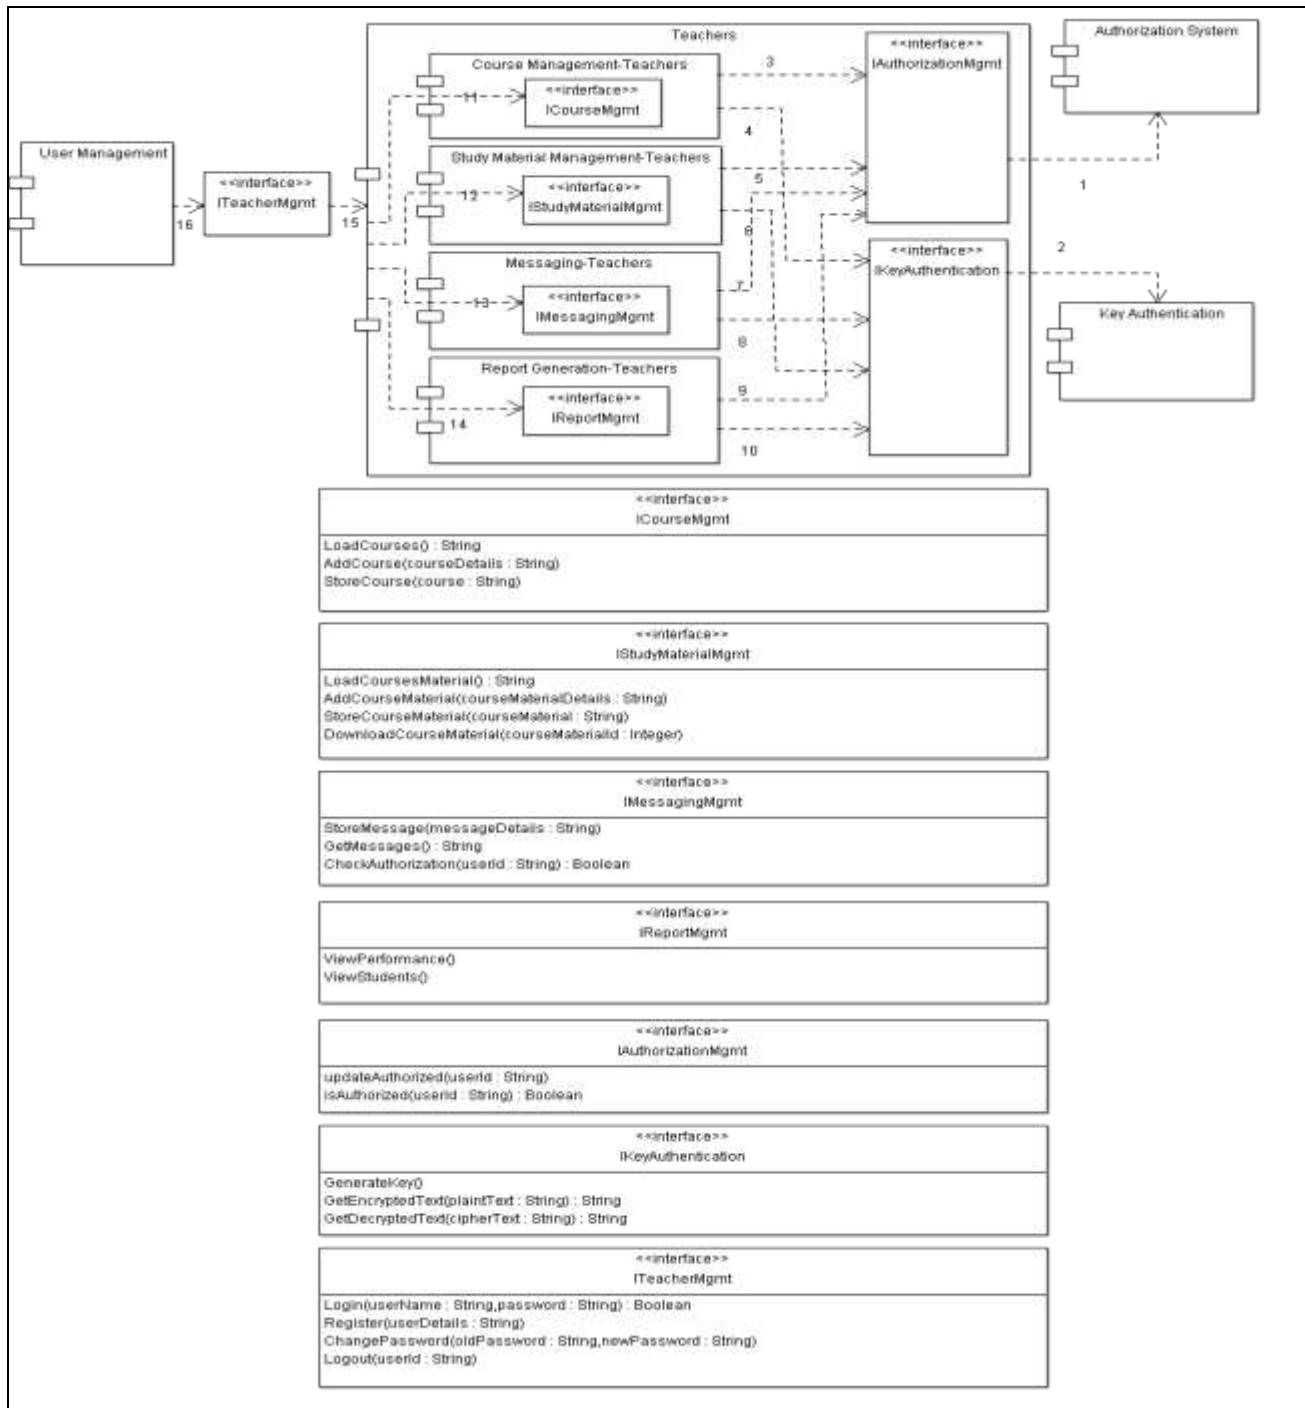 Teachers
Authorization System
<<interface>>
IAuthorizationMgmt
Course Management-Teachers
3
<<interface>>
ICourseMgmt
11
4
User Management
Study Material Management-Teachers
<<interface>>
ITeacherMgmt
16
15
12
<<interface>>
IStudyMaterialMgmt
5
1
6
<<interface>>
IKeyAuthentication
2
Messaging-Teachers
7
13
<<interface>>
IMessagingMgmt
8
Key Authentication
Report Generation-Teachers
9
<<interface>>
IReportMgmt
14
10
<<interface>>
ICourseMgmt
LoadCourses() : String
AddCourse(courseDetails : String)
StoreCourse(course : String)
<<interface>>
IStudyMaterialMgmt
LoadCoursesMaterial() : String
AddCourseMaterial(courseMaterialDetails : String)
StoreCourseMaterial(courseMaterial : String)
DownloadCourseMaterial(courseMaterialId : Integer)
<<interface>>
IMessagingMgmt
StoreMessage(messageDetails : String)
GetMessages() : String
CheckAuthorization(userId : String) : Boolean
<<interface>>
IReportMgmt
ViewPerformance()
ViewStudents()
<<interface>>
IAuthorizationMgmt
updateAuthorized(userId : String)
isAuthorized(userId : String) : Boolean
<<interface>>
IKeyAuthentication
GenerateKey()
GetEncryptedText(plaintText : String) : String
GetDecryptedText(cipherText : String) : String
<<interface>>
ITeacherMgmt
Login(userName : String,password : String) : Boolean
Register(userDetails : String)
ChangePassword(oldPassword : String,newPassword : String)
Logout(userId : String)